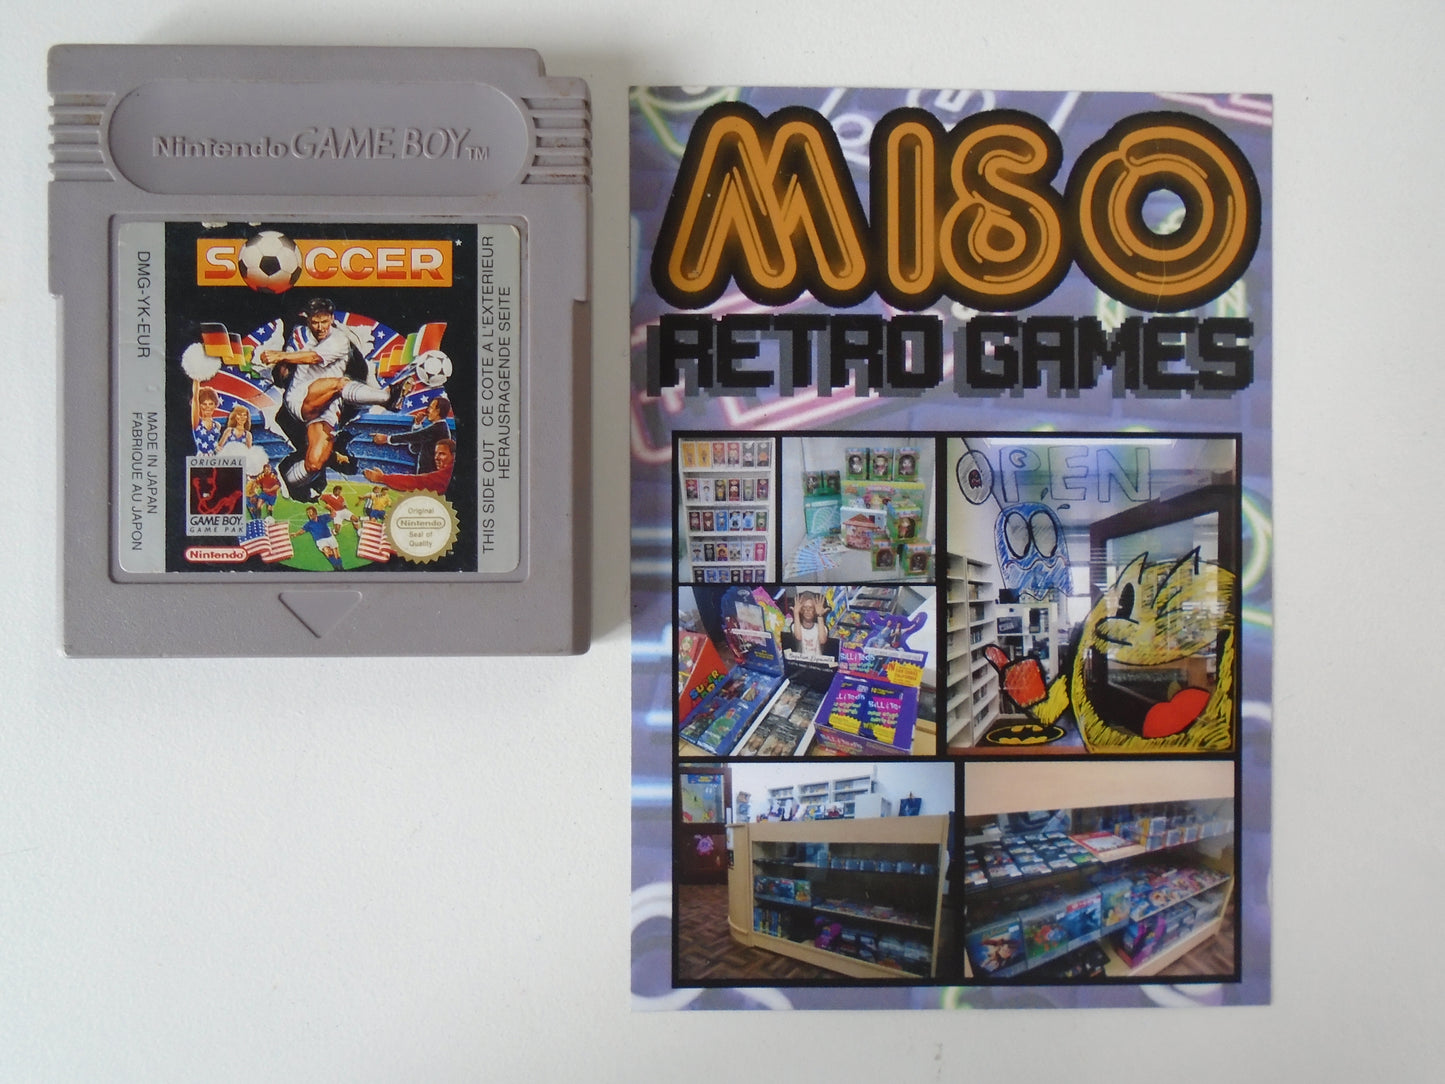 Nintendo GAME BOY TM
DMG-YK-EUR
MADE IN JAPAN
FABRIQUE AU JAPON
SOCCER*
ORIGINAL
GAME BOY
GAME PAK
Nintendo
Original
Nintendo
Seal of
Quality
THIS SIDE OUT CE COTE A L'EXTERIEUR
HERAUSRAGENDE SEITE
MISO
RETRO GAMES
OPEN